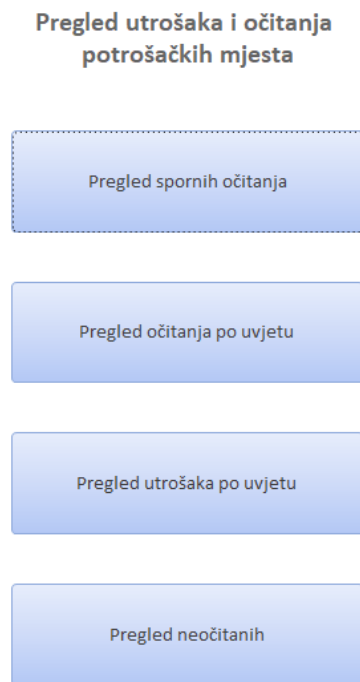 Pregled utrošaka i očitanja
potrošačkih mjesta
Pregled spornih očitanja
Pregled očitanja po uvjetu
Pregled utrošaka po uvjetu
Pregled neočitanih